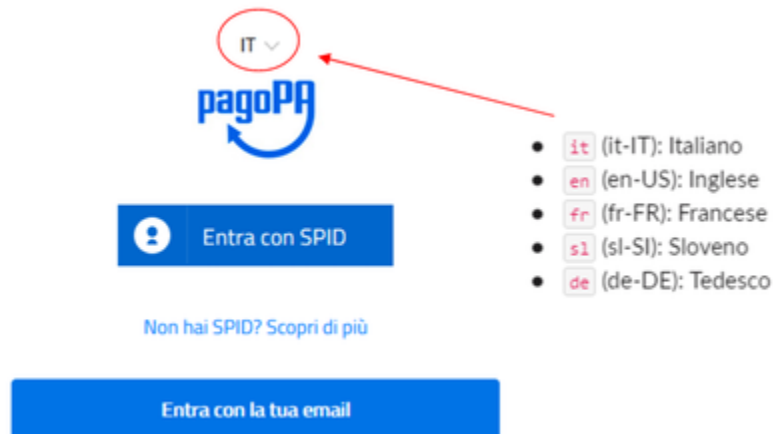 IT
pagoPA
Entra con SPID
Non hai SPID? Scopri di più
Entra con la tua email
it (it-IT): Italiano
en (en-US): Inglese
fr (fr-FR): Francese
sl (sl-SI): Sloveno
de (de-DE): Tedesco